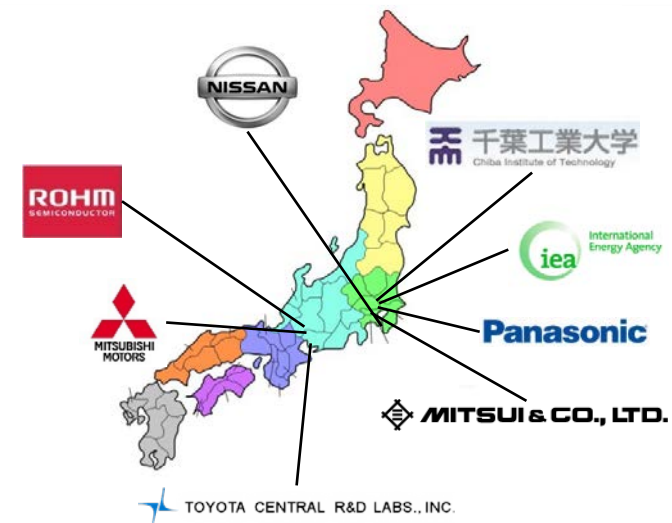 NISSAN
千葉工業大学
Chiba Institute of Technology
ROHM
SEMICONDUCTOR
International
Energy Agency
iea
MITSUBISHI
MOTORS
Panasonic
MITSUI & CO., LTD.
TOYOTA CENTRAL R&D LABS., INC.